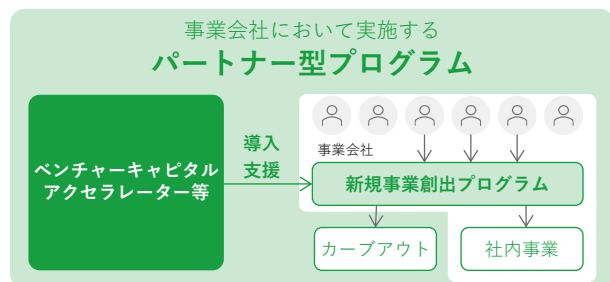 事業会社において実施する
パートナー型プログラム
ベンチャーキャピタル
アクセラレーター等
導入
支援
事業会社
新規事業創出プログラム
カーブアウト
社内事業